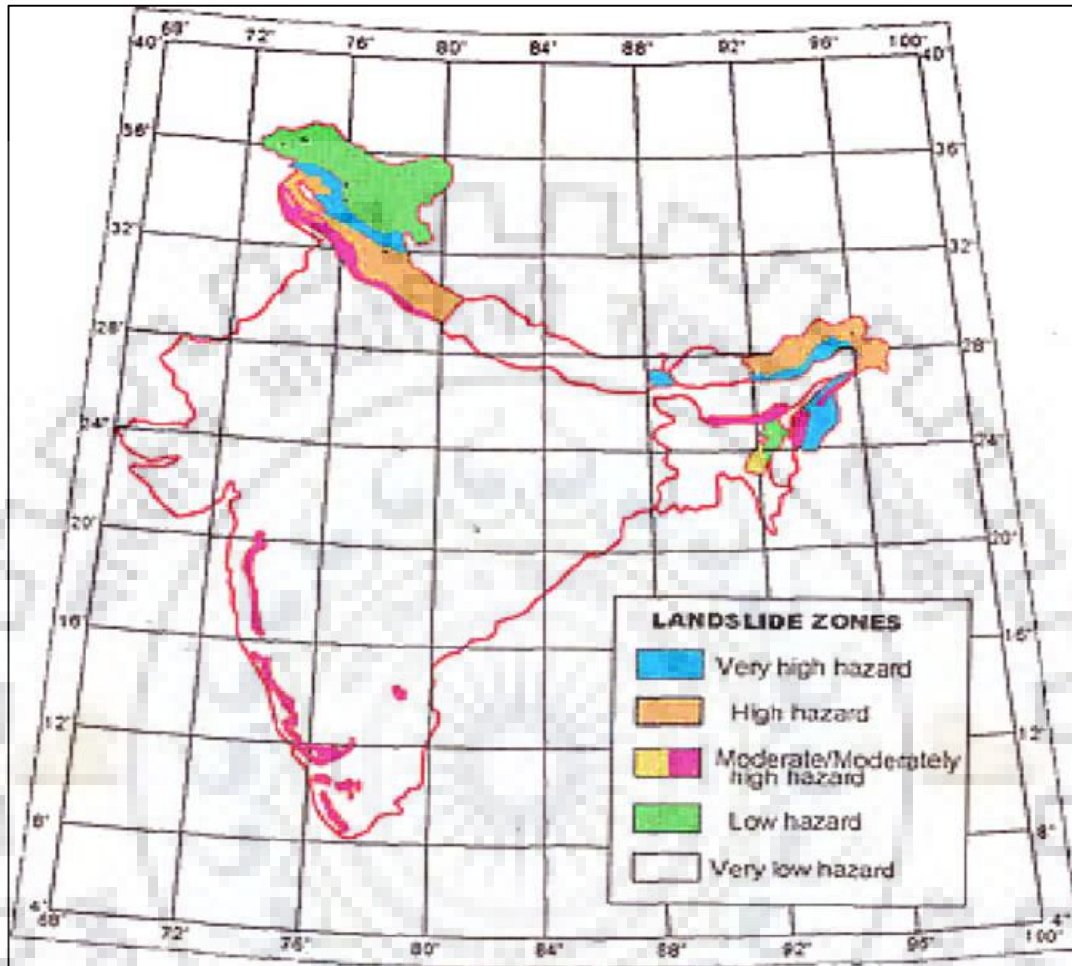 68° 72° 76° 80° 84° 88° 92° 96° 100°
40° 40°
36° 36°
32° 32°
28° 28°
24° 24°
20° 20°
16° 16°
12° 12°
8° 8°
4° 4°
68° 72° 76° 80° 84° 88° 92° 96° 100°
LANDSLIDE ZONES
Very high hazard
High hazard
Moderate/Moderately
high hazard
Low hazard
Very low hazard